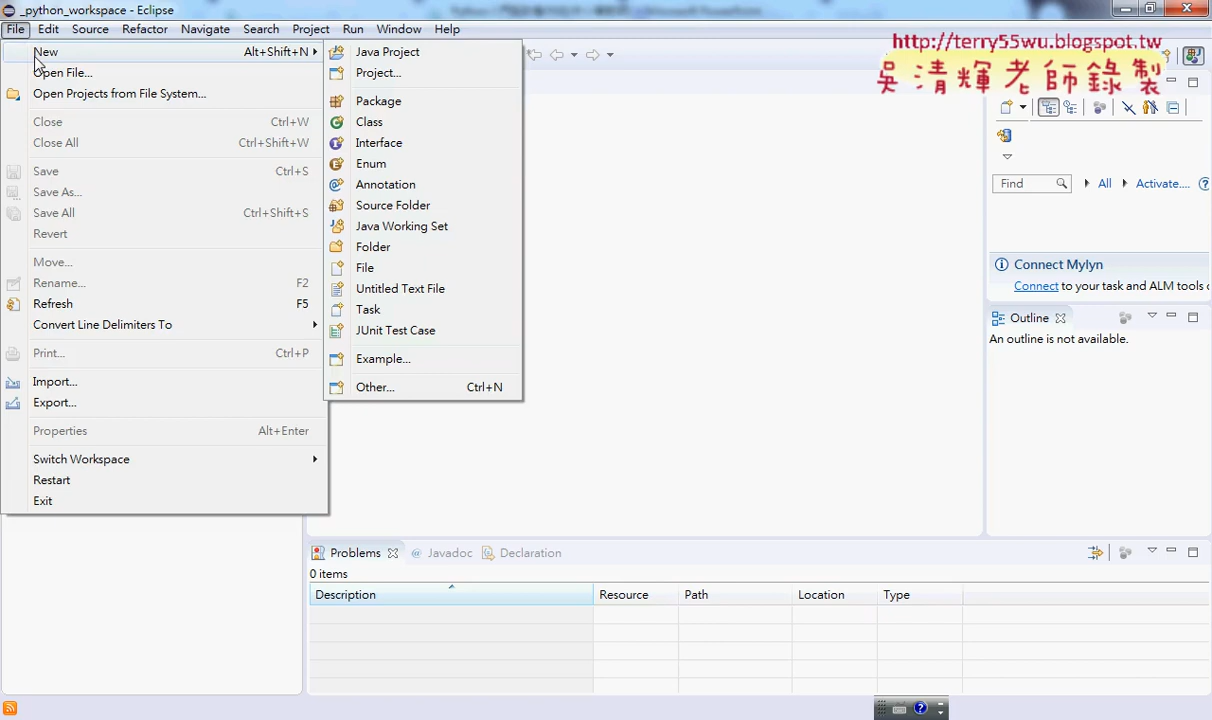 _python_workspace - Eclipse
File Edit Source Refactor Navigate Search Project Run Window Help
http://terry55wu.blogspot.tw
吳清輝老師錄製
New Alt+Shift+N
Open File...
Open Projects from File System...
Close Ctrl+W
Close All Ctrl+Shift+W
Save Ctrl+S
Save As...
Save All Ctrl+Shift+S
Revert
Move...
Rename... F2
Refresh F5
Convert Line Delimiters To
Print... Ctrl+P
Import...
Export...
Properties Alt+Enter
Switch Workspace
Restart
Exit
Java Project
Project...
Package
Class
Interface
Enum
Annotation
Source Folder
Java Working Set
Folder
File
Untitled Text File
Task
JUnit Test Case
Example...
Other... Ctrl+N
Find All Activate....
Connect Mylyn
Connect to your task and ALM tools
Outline
An outline is not available.
Problems Javadoc Declaration
0 items
Description Resource Path Location Type